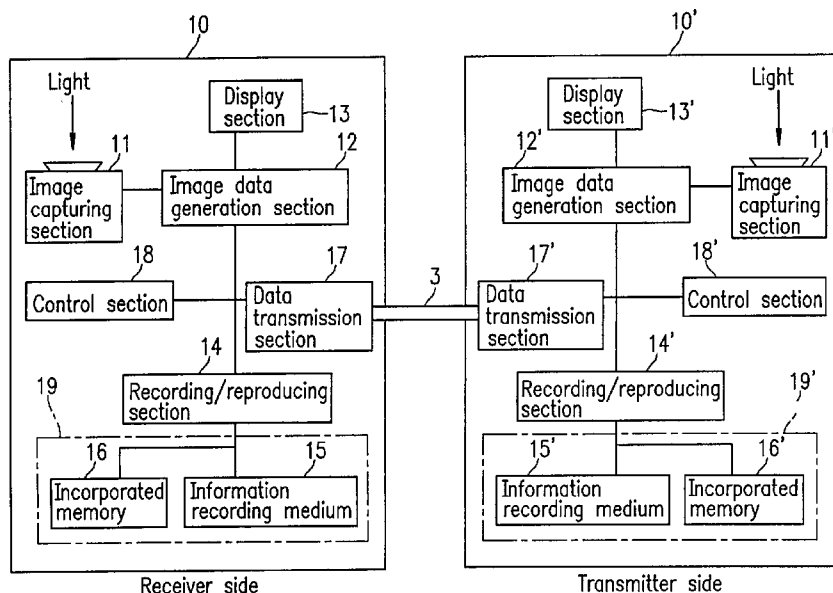 10
Light
Display
section
13
11
12
Image
capturing
section
Image data
generation section
18
17
Control section
Data
transmission
section
3
14
Recording/reproducing
section
19
16
15
Incorporated
memory
Information
recording medium
Receiver side
10'
Display
section
13'
Light
12'
11'
Image data
generation section
Image
capturing
section
17'
18'
Data
transmission
section
Control section
14'
Recording/reproducing
section
19'
15'
16'
Information
recording medium
Incorporated
memory
Transmitter side